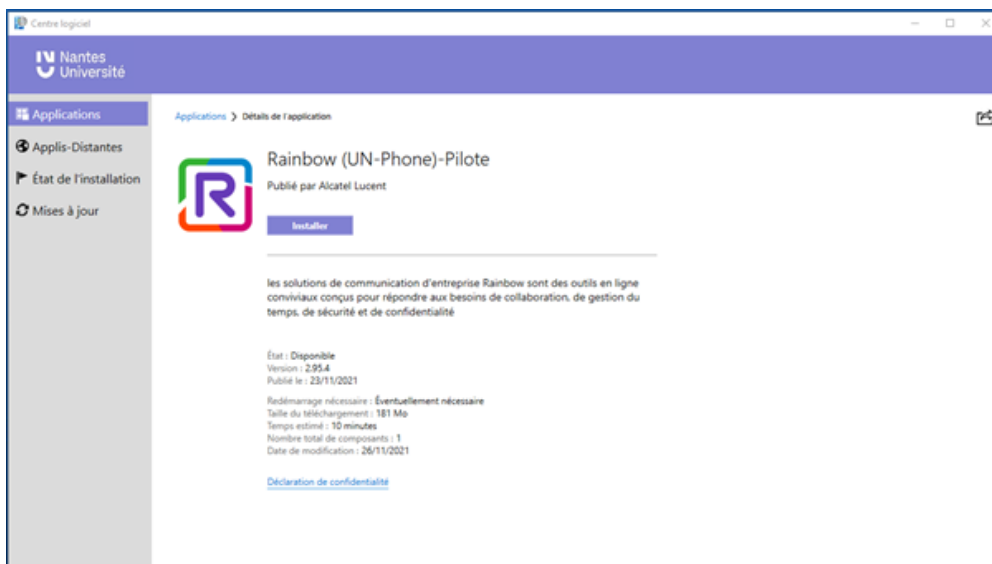 Centre logiciel
Nantes
Université
Applications
Applis-Distantes
État de l'installation
Mises à jour
Applications ❯ Détails de l'application
R
Rainbow (UN-Phone)-Pilote
Publié par Alcatel Lucent
Installer
les solutions de communication d'entreprise Rainbow sont des outils en ligne
conviviaux conçus pour répondre aux besoins de collaboration, de gestion du
temps, de sécurité et de confidentialité
État : Disponible
Version : 2.95.4
Publié le : 23/11/2021
Redémarrage nécessaire : Éventuellement nécessaire
Taille du téléchargement : 181 Mo
Temps estimé : 10 minutes
Nombre total de composants : 1
Date de modification : 26/11/2021
Déclaration de confidentialité